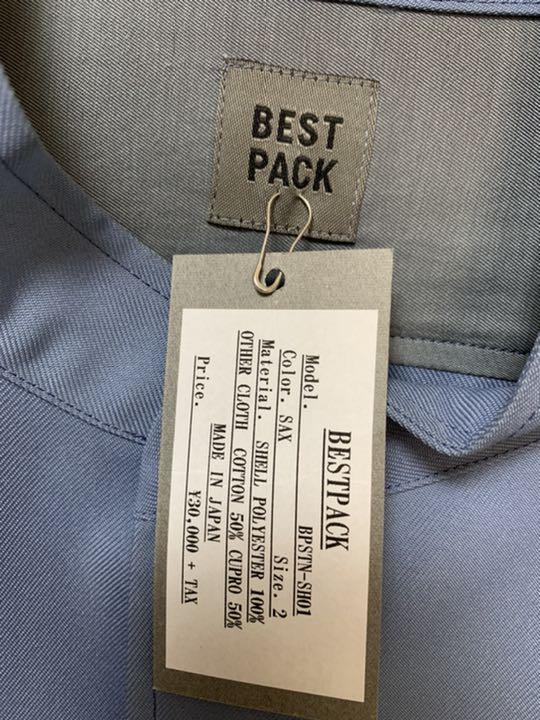 BEST
PACK
BESTPACK
Model. BPSTN-SH01
Color. SAX Size. 2
Material. SHELL POLYESTER 100%
OTHER CLOTH COTTON 50% CUPRO 50%
MADE IN JAPAN
Price. ¥30,000 + TAX